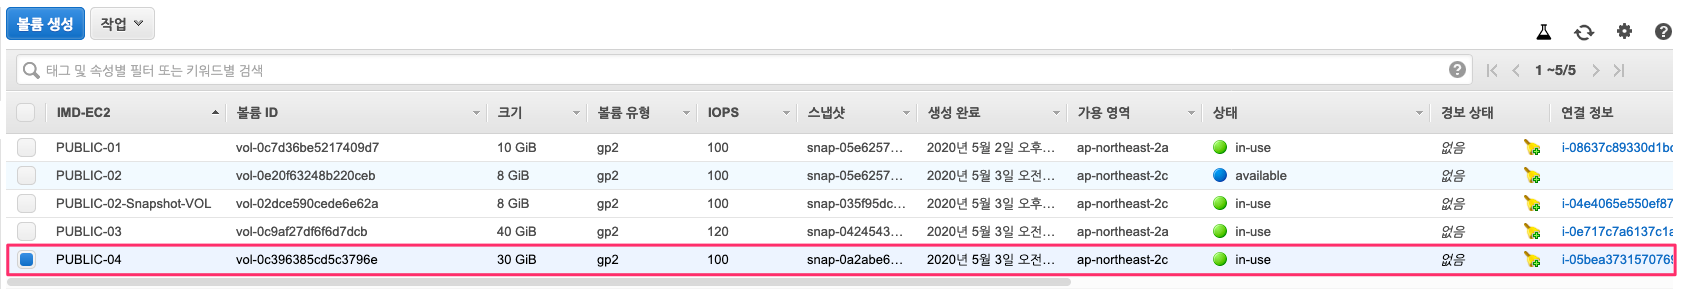 볼륨 생성 작업
태그 및 속성별 필터 또는 키워드별 검색 1 ~5/5
IMD-EC2 볼륨 ID 크기 볼륨 유형 IOPS 스냅샷 생성 완료 가용 영역 상태 경보 상태 연결 정보
PUBLIC-01 vol-0c7d36be5217409d7 10 GiB gp2 100 snap-05e6257... 2020년 5월 2일 오후... ap-northeast-2a in-use 없음 i-08637c89330d1bc
PUBLIC-02 vol-0e20f63248b220ceb 8 GiB gp2 100 snap-05e6257... 2020년 5월 3일 오전... ap-northeast-2c available 없음
PUBLIC-02-Snapshot-VOL vol-02dce590cede6e62a 8 GiB gp2 100 snap-035f95dc... 2020년 5월 3일 오후... ap-northeast-2c in-use 없음 i-04e4065e550ef87
PUBLIC-03 vol-0c9af27df6f6d7dcb 40 GiB gp2 120 snap-0424543... 2020년 5월 3일 오전... ap-northeast-2a in-use 없음 i-0e717c7a6137c1a
PUBLIC-04 vol-0c396385cd5c3796e 30 GiB gp2 100 snap-0a2abe6... 2020년 5월 3일 오전... ap-northeast-2c in-use 없음 i-05bea3731570769